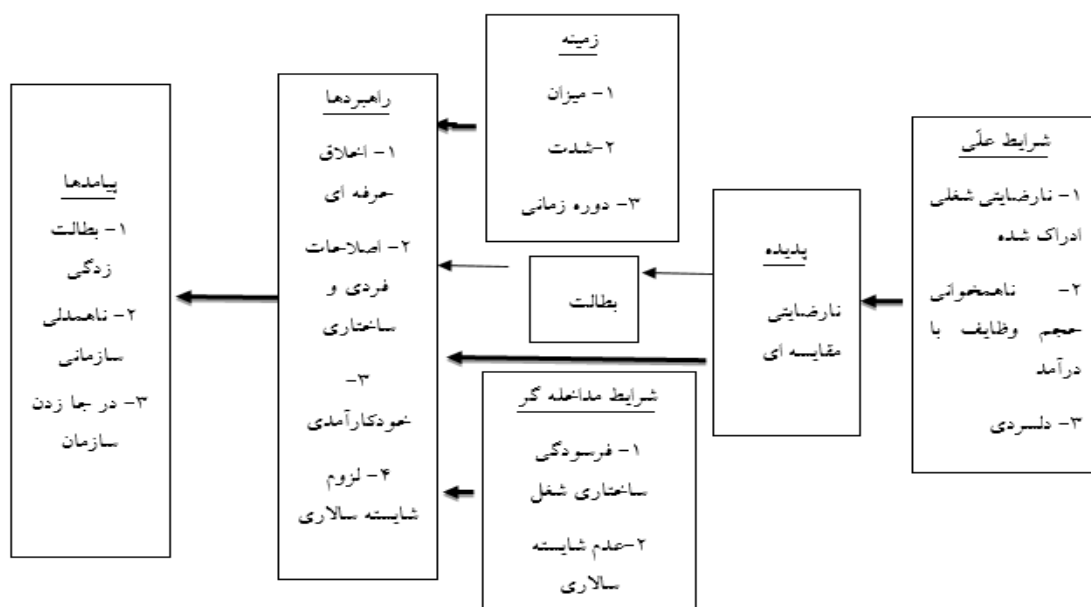 شرایط علّی
۱- نارضایتی شغلی
ادراک شده
۲- ناهمخوانی
حجم وظایف با
درآمد
۳- دلسردی
پدیده
نارضایتی
مقایسه ای
زمینه
۱- میزان
۲-شدت
۳- دوره زمانی
بطالت
شرایط مداخله گر
۱- فرسودگی
ساختاری شغل
۲-عدم شایسته
سالاری
راهبردها
۱- اخلاق
حرفه ای
۲- اصلاحات
فردی و
ساختاری
۳-
خودکارآمدی
۴- لزوم
شایسته سالاری
پیامدها
۱- بطالت
زدگی
۲- ناهمدلی
سازمانی
۳- در جا زدن
سازمان